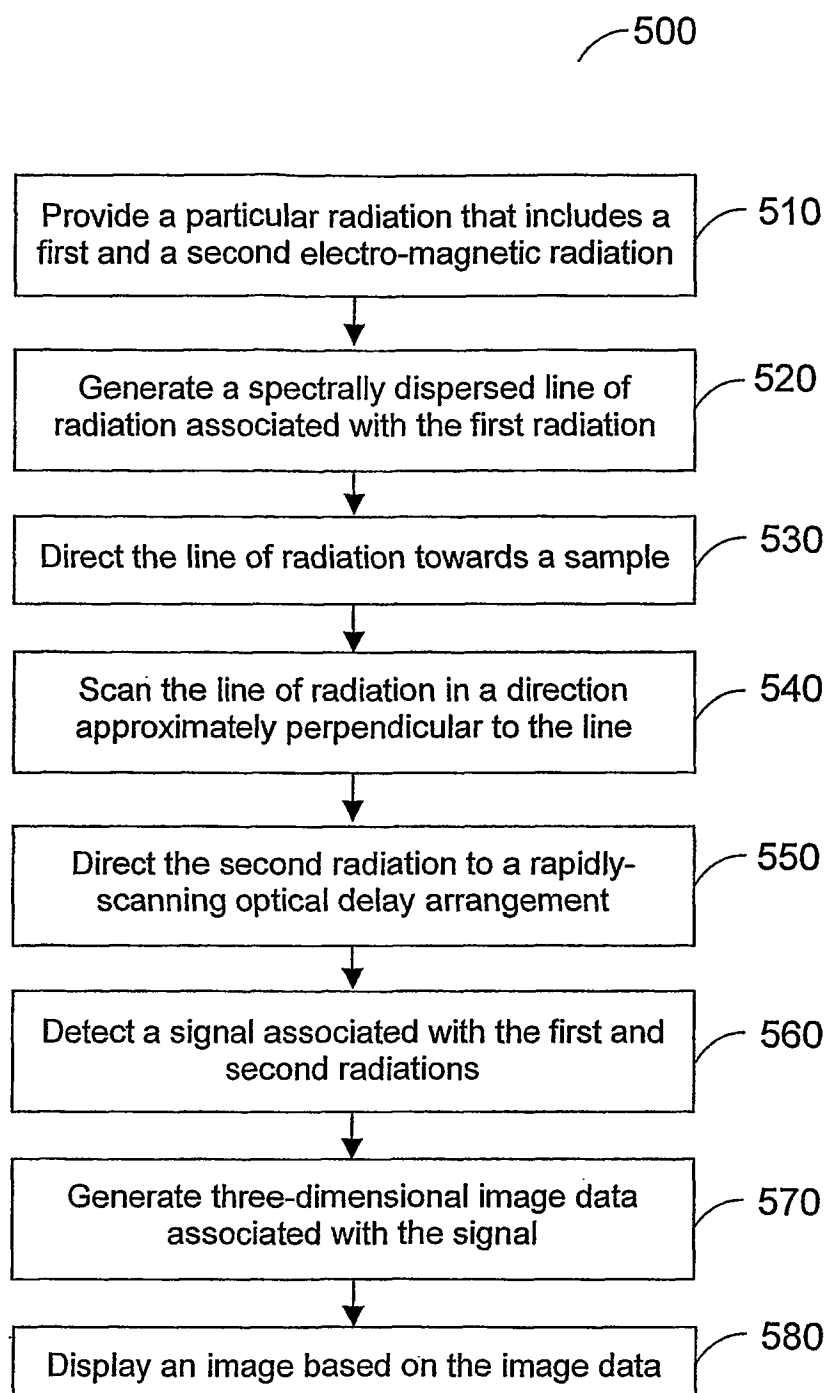 500
Provide a particular radiation that includes a
first and a second electro-magnetic radiation
510
Generate a spectrally dispersed line of
radiation associated with the first radiation
520
Direct the line of radiation towards a sample
530
Scan the line of radiation in a direction
approximately perpendicular to the line
540
Direct the second radiation to a rapidly-
scanning optical delay arrangement
550
Detect a signal associated with the first and
second radiations
560
Generate three-dimensional image data
associated with the signal
570
Display an image based on the image data
580